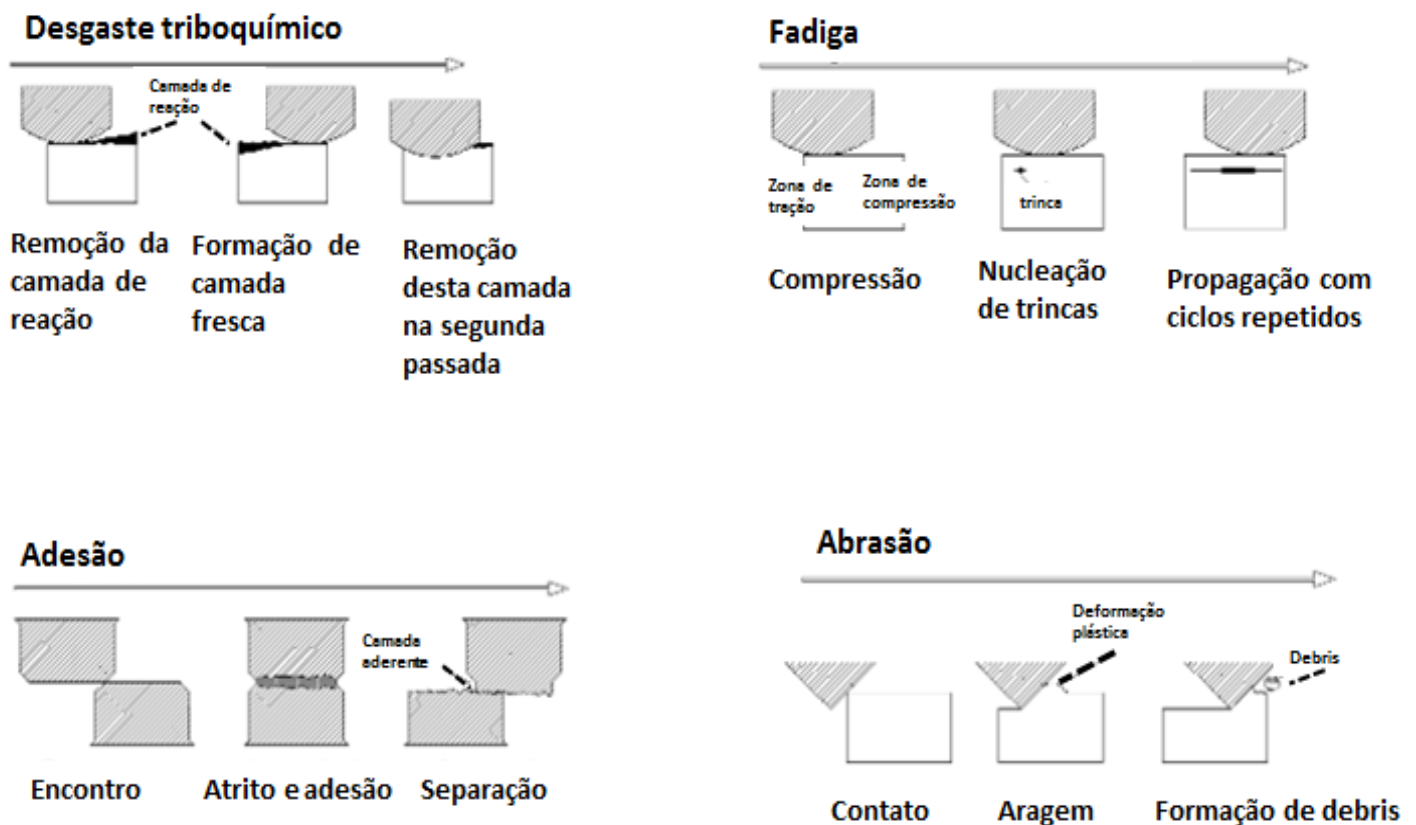 Desgaste triboquímico
Camada de
reação
Remoção da
camada de
reação
Formação de
camada
fresca
Remoção
desta camada
na segunda
passada
Fadiga
Zona de
tração
Zona de
compressão
trinca
Compressão
Nucleação
de trincas
Propagação com
ciclos repetidos
Adesão
Camada
aderente
Encontro
Atrito e adesão
Separação
Abrasão
Deformação
plástica
Debris
Contato
Aragem
Formação de debris